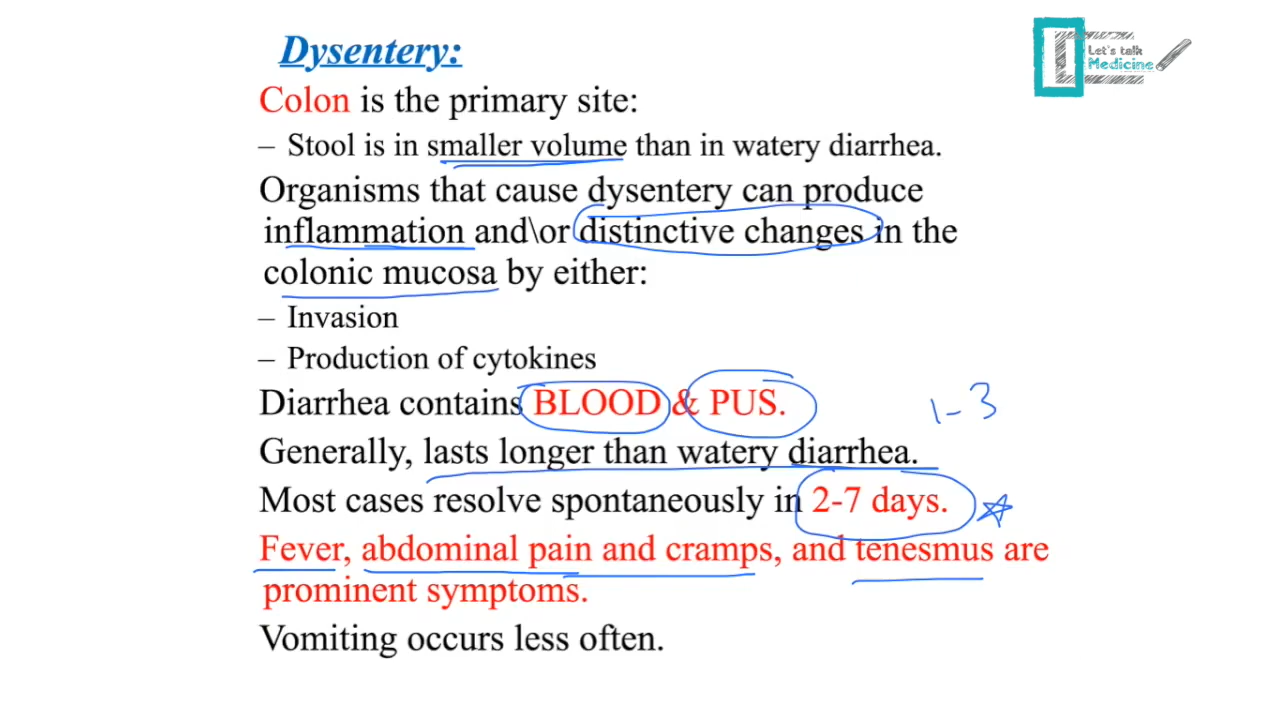 Dysentery:
Let's talk
Medicine
Colon is the primary site:
– Stool is in smaller volume than in watery diarrhea.
Organisms that cause dysentery can produce
inflammation and\or distinctive changes in the
colonic mucosa by either:
– Invasion
– Production of cytokines
Diarrhea contains BLOOD & PUS.
1-3
Generally, lasts longer than watery diarrhea.
Most cases resolve spontaneously in 2-7 days.
Fever, abdominal pain and cramps, and tenesmus are
prominent symptoms.
Vomiting occurs less often.